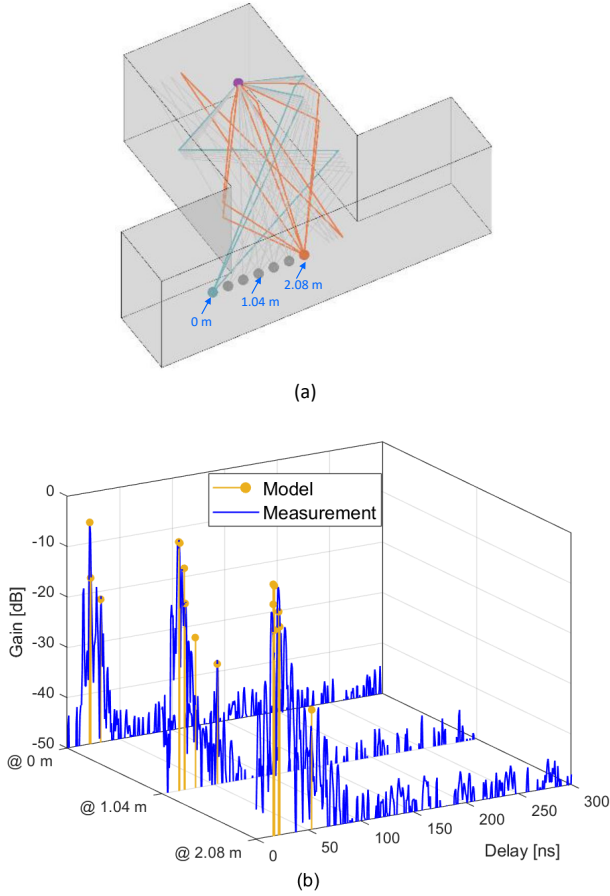 0 m
1.04 m
2.08 m
(a)
Gain [dB]
0
-10
-20
-30
-40
-50
Model
Measurement
@ 0 m
@ 1.04 m
@ 2.08 m
0
50
100
150
200
250
300
Delay [ns]
(b)